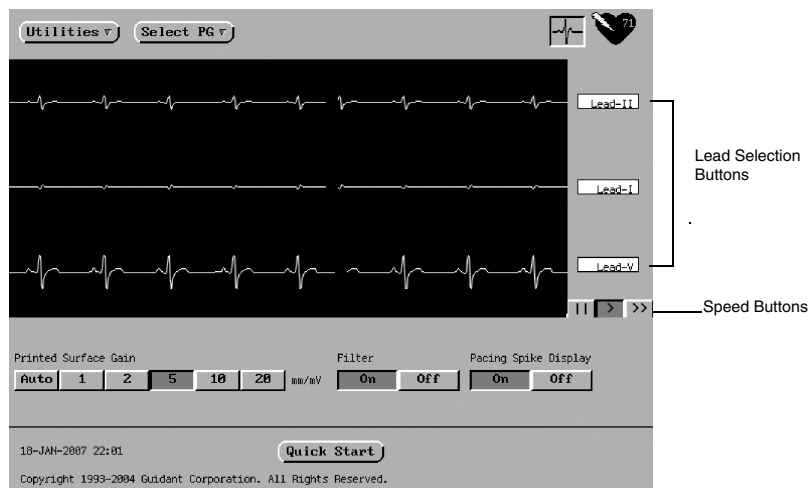 Utilities ▿ Select PG ▿ 71
Lead-II
Lead Selection
Buttons
Lead-I
.
Lead-V
|| > >> Speed Buttons
Printed Surface Gain Filter Pacing Spike Display
Auto 1 2 5 10 20 mm/mV On Off On Off
18-JAN-2007 22:01 Quick Start
Copyright 1993-2004 Guidant Corporation. All Rights Reserved.